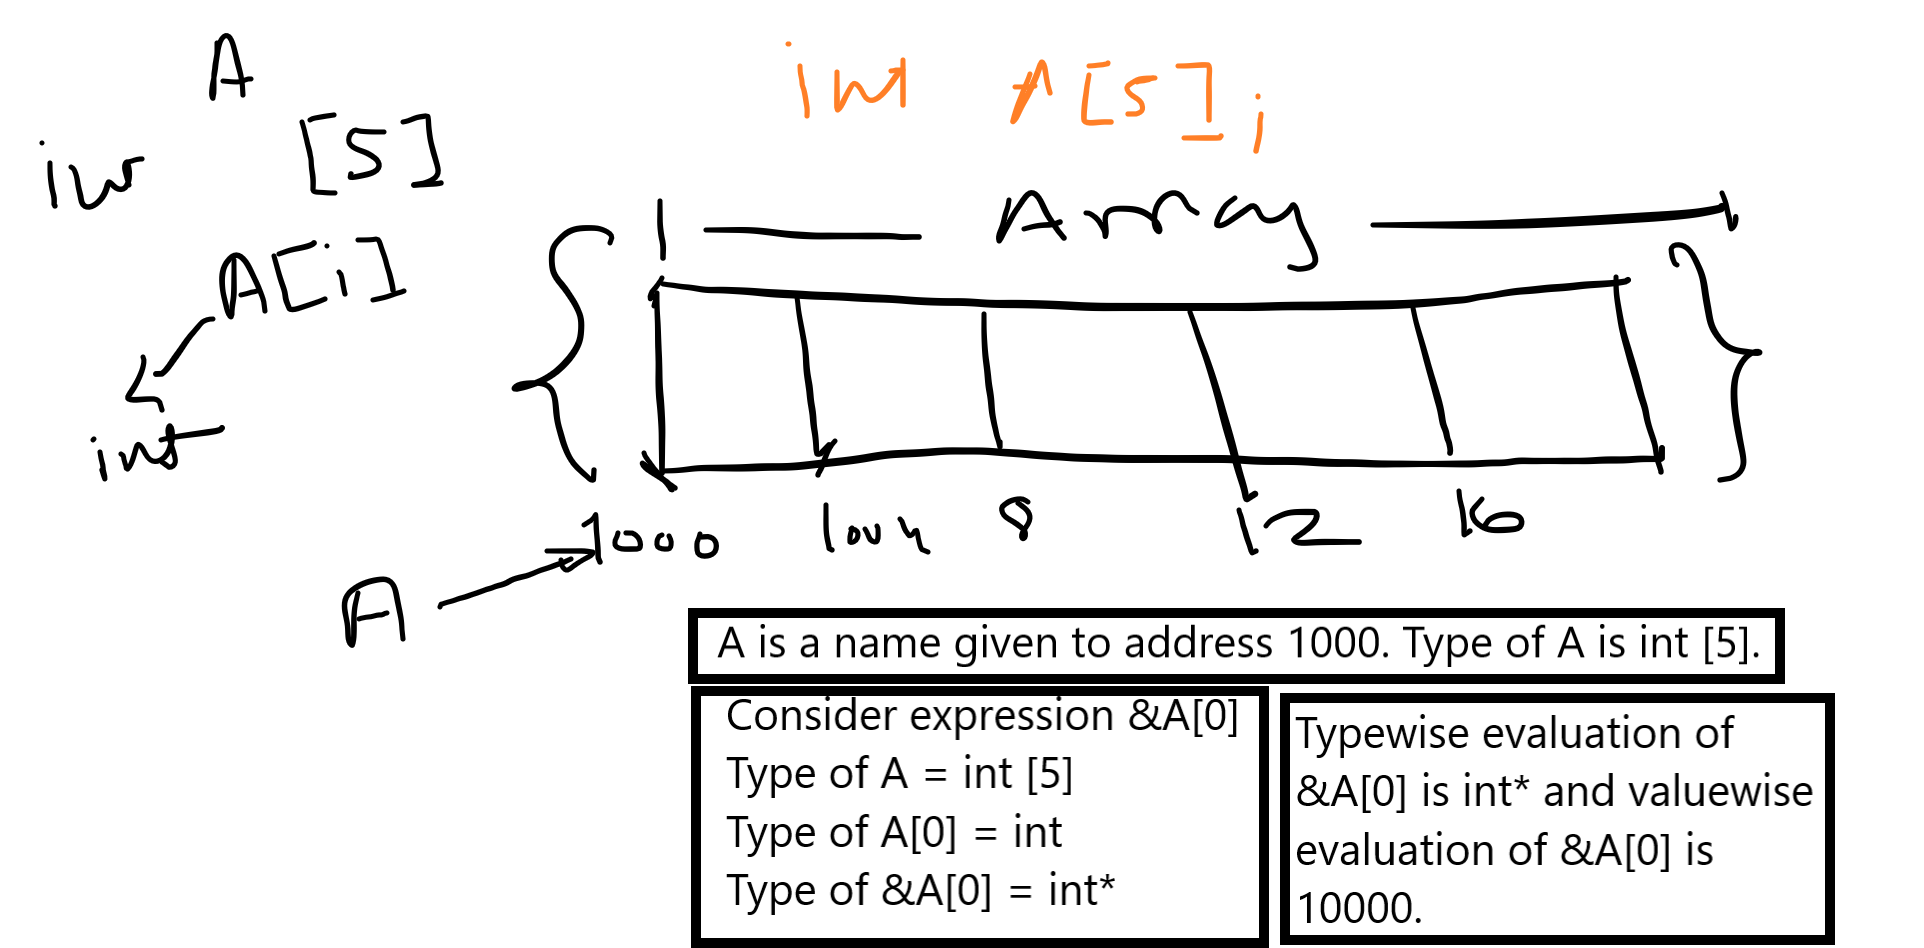 A
int A[5];
int [5]
Array
A[i]
int
1000 1004 8 12 16
A
A is a name given to address 1000. Type of A is int [5].
Consider expression &A[0]
Type of A = int [5]
Type of A[0] = int
Type of &A[0] = int*
Typewise evaluation of
&A[0] is int* and valuewise
evaluation of &A[0] is
10000.